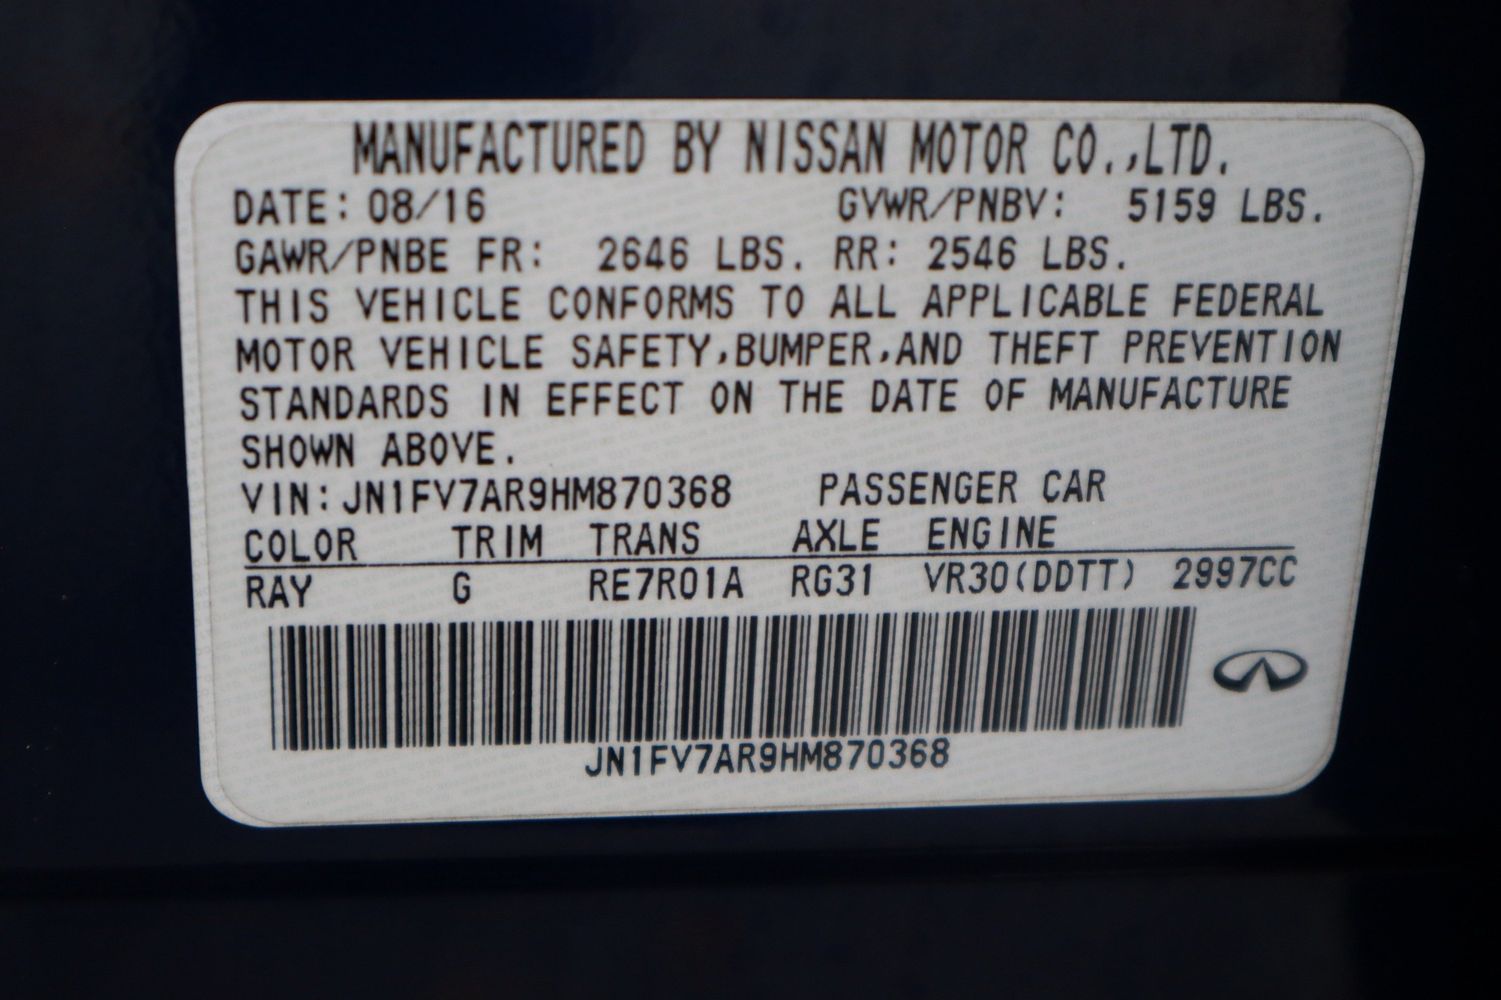 MANUFACTURED BY NISSAN MOTOR CO.,LTD.
DATE: 08/16 GVWR/PNBV: 5159 LBS.
GAWR/PNBE FR: 2646 LBS. RR: 2546 LBS.
THIS VEHICLE CONFORMS TO ALL APPLICABLE FEDERAL
MOTOR VEHICLE SAFETY,BUMPER,AND THEFT PREVENTION
STANDARDS IN EFFECT ON THE DATE OF MANUFACTURE
SHOWN ABOVE.
VIN: JN1FV7AR9HM870368 PASSENGER CAR
COLOR TRIM TRANS AXLE ENGINE
RAY G RE7R01A RG31 VR30(DDTT) 2997CC
JN1FV7AR9HM870368